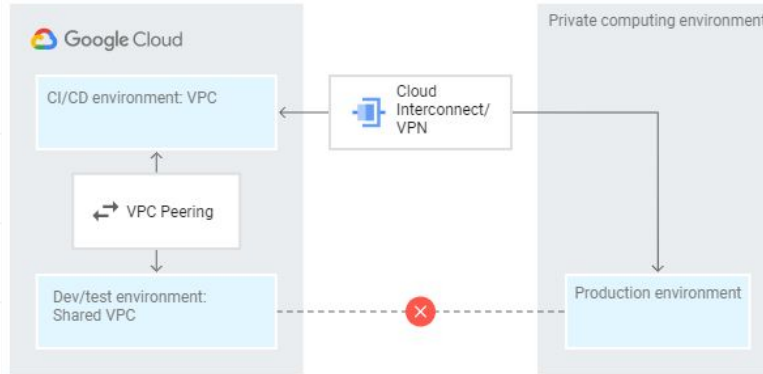 Google Cloud
Private computing environment
CI/CD environment: VPC
Cloud
Interconnect/
VPN
VPC Peering
Dev/test environment:
Shared VPC
Production environment